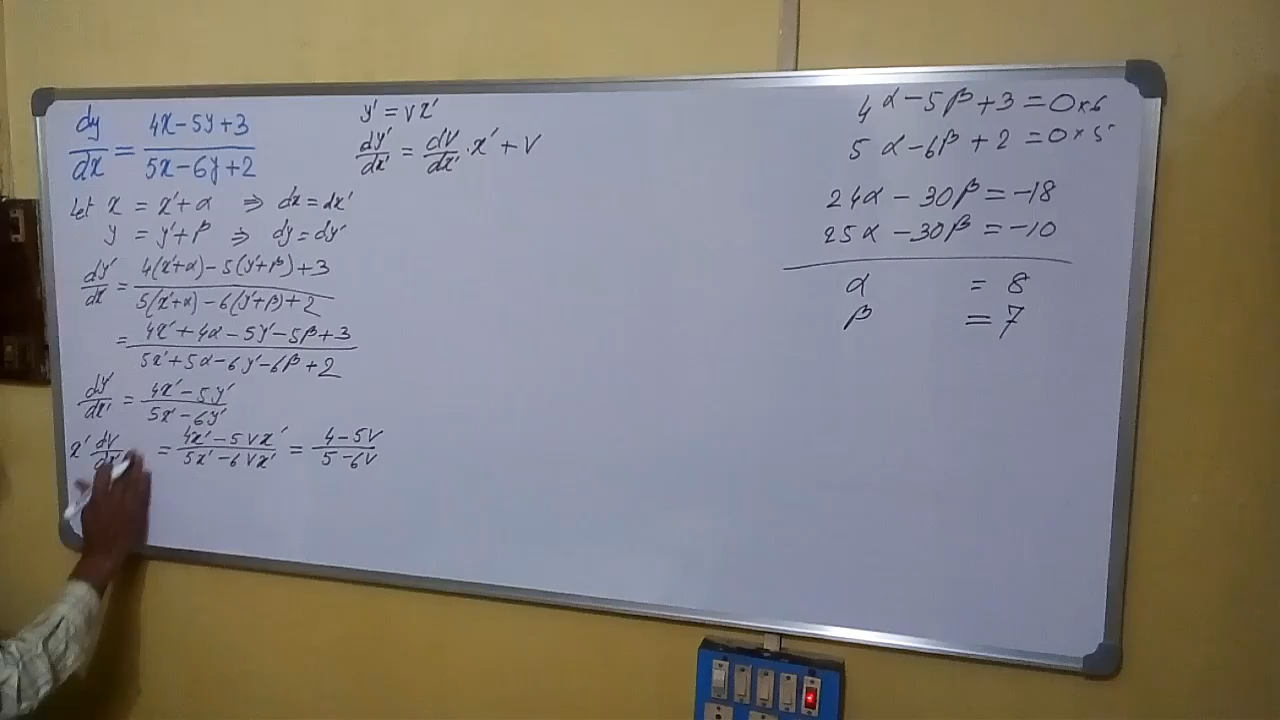 dy/dx = (4x-5y+3)/(5x-6y+2)
Let x = x'+α ⇒ dx = dx'
y = y'+β ⇒ dy = dy'
dy'/dx' = (4(x'+α)-5(y'+β)+3)/(5(x'+α)-6(y'+β)+2)
= (4x'+4α-5y'-5β+3)/(5x'+5α-6y'-6β+2)
dy'/dx' = (4x'-5y')/(5x'-6y')
x' dv/dx' = (4x'-5vx')/(5x'-6vx') = (4-5v)/(5-6v)
y' = vx'
dy'/dx' = dv/dx' · x' + v
4α-5β+3 = 0×6
5α-6β+2 = 0×5
24α-30β = -18
25α-30β = -10
α = 8
β = 7